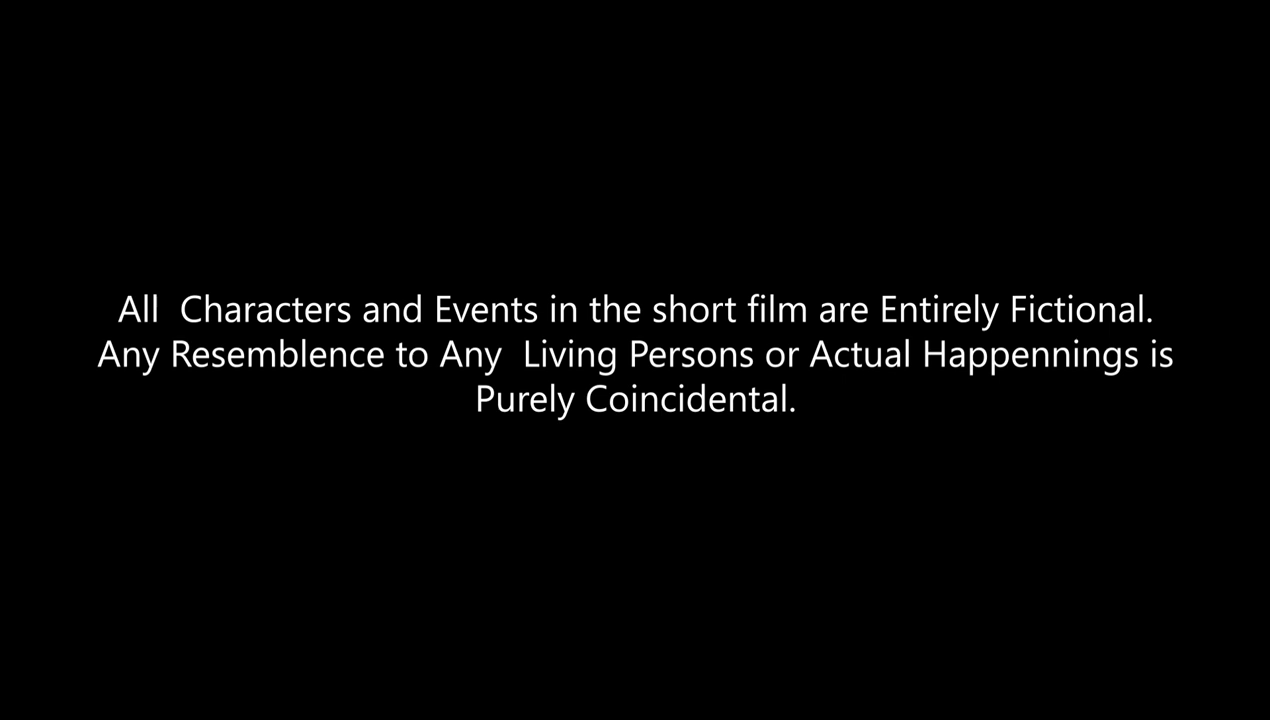 All  Characters and Events in the short film are Entirely Fictional.
Any Resemblence to Any  Living Persons or Actual Happennings is
Purely Coincidental.